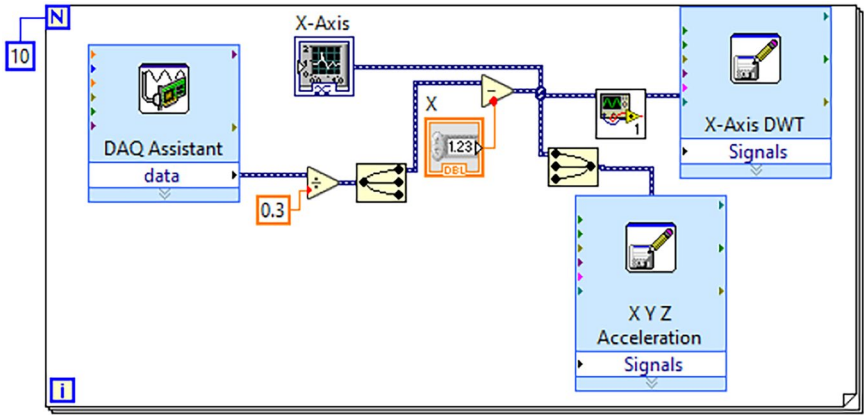 N
10
X-Axis
DAQ Assistant
data
÷
0.3
X
1.23
DBL
−
1
X-Axis DWT
Signals
X Y Z
Acceleration
Signals
i